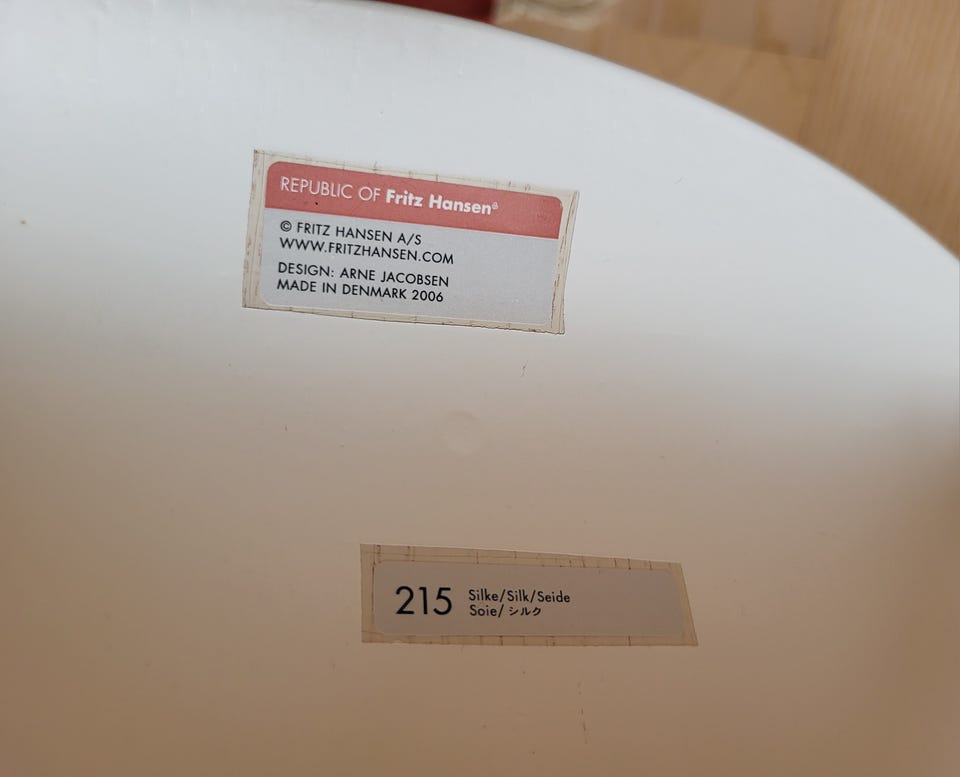 REPUBLIC OF Fritz Hansen®
© FRITZ HANSEN A/S
WWW.FRITZHANSEN.COM
DESIGN: ARNE JACOBSEN
MADE IN DENMARK 2006
215 Silke/Silk/Seide
Soie/シルク